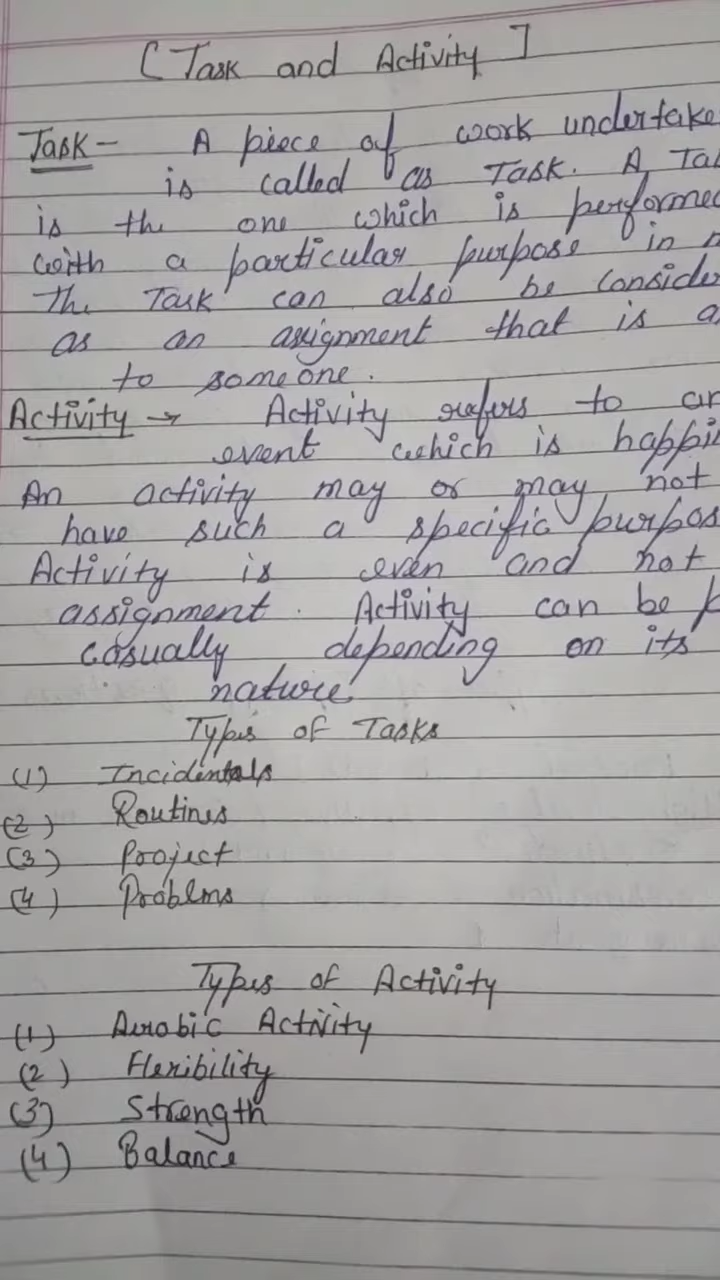 [ Task and Activity ]
Task - A piece of work undertake
is called as Task. A Ta
is the one which is performe
with a particular purpose in
The Task can also be Conside
as an assignment that is a
to someone.
Activity → Activity refers to an
event which is happi
An activity may or may not
have such a specific purpos
Activity is even and not
assignment. Activity can be
casually depending on its
nature.
Types of Tasks
(1) Incidentals
(2) Routines
(3) Project
(4) Problms
Types of Activity
(1) Aerobic Activity
(2) Flexibility
(3) Strength
(4) Balance